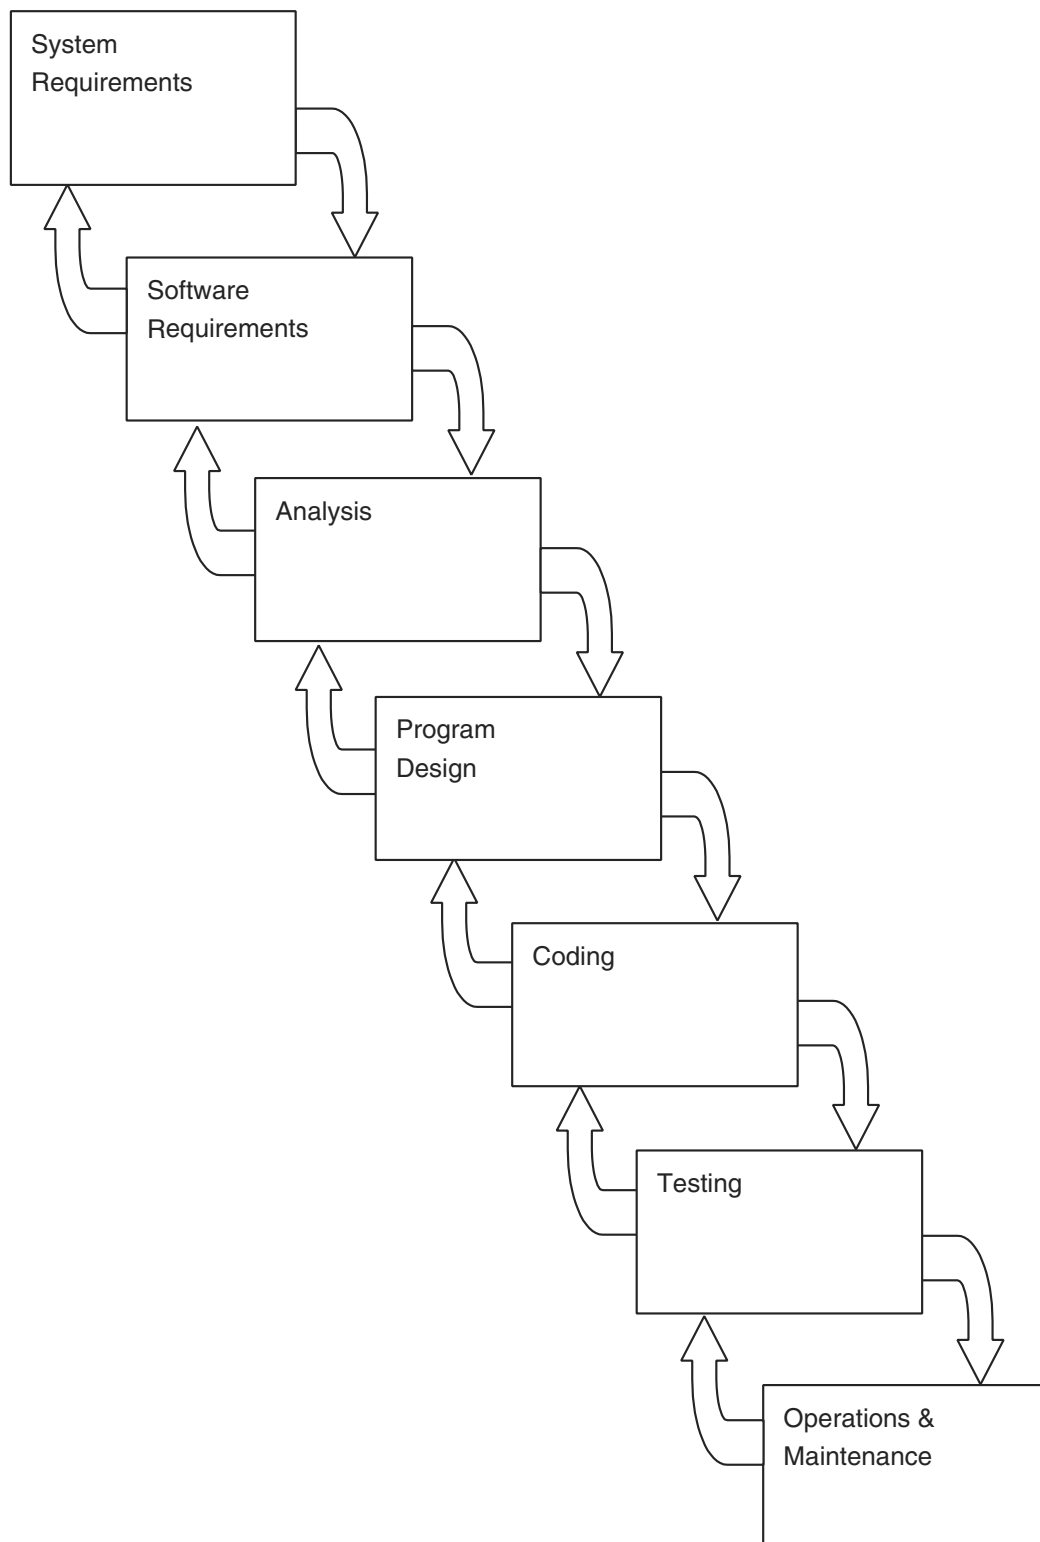 System
Requirements
Software
Requirements
Analysis
Program
Design
Coding
Testing
Operations &
Maintenance